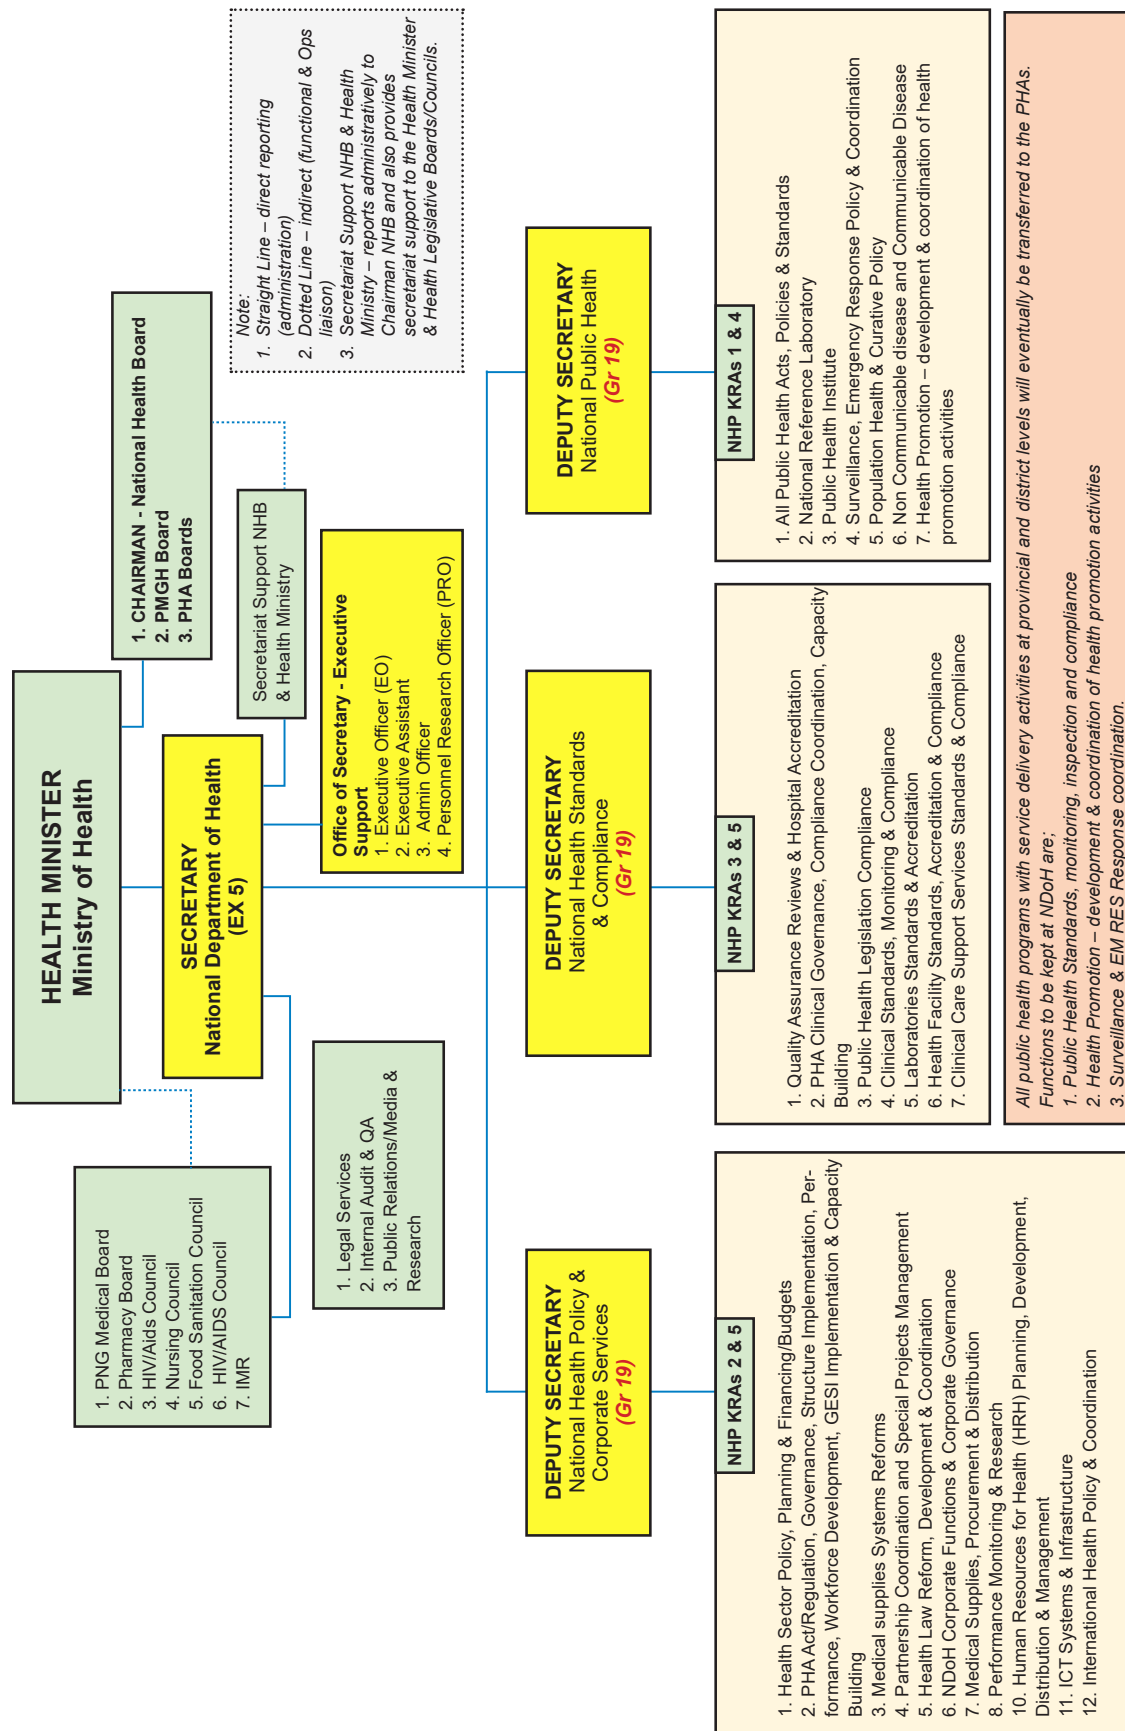 HEALTH MINISTER
Ministry of Health
1. PNG Medical Board
2. Pharmacy Board
3. HIV/Aids Council
4. Nursing Council
5. Food Sanitation Council
6. HIV/AIDS Council
7. IMR
SECRETARY
National Department of Health
(EX 5)
1. CHAIRMAN - National Health Board
2. PMGH Board
3. PHA Boards
Note:
1. Straight Line – direct reporting
(administration)
2. Dotted Line – indirect (functional & Ops
liaison)
3. Secretariat Support NHB & Health
Ministry – reports administratively to
Chairman NHB and also provides
secretariat support to the Health Minister
& Health Legislative Boards/Councils.
Secretariat Support NHB
& Health Ministry
1. Legal Services
2. Internal Audit & QA
3. Public Relations/Media &
Research
Office of Secretary - Executive
Support
1. Executive Officer (EO)
2. Executive Assistant
3. Admin Officer
4. Personnel Research Officer (PRO)
DEPUTY SECRETARY
National Health Policy &
Corporate Services
(Gr 19)
DEPUTY SECRETARY
National Health Standards
& Compliance
(Gr 19)
DEPUTY SECRETARY
National Public Health
(Gr 19)
NHP KRAs 2 & 5
1. Health Sector Policy, Planning & Financing/Budgets
2. PHA Act/Regulation, Governance, Structure Implementation, Per-
formance, Workforce Development, GESI Implementation & Capacity
Building
3. Medical supplies Systems Reforms
4. Partnership Coordination and Special Projects Management
5. Health Law Reform, Development & Coordination
6. NDoH Corporate Functions & Corporate Governance
7. Medical Supplies, Procurement & Distribution
8. Performance Monitoring & Research
10. Human Resources for Health (HRH) Planning, Development,
Distribution & Management
11. ICT Systems & Infrastructure
12. International Health Policy & Coordination
NHP KRAs 3 & 5
1. Quality Assurance Reviews & Hospital Accreditation
2. PHA Clinical Governance, Compliance Coordination, Capacity
Building
3. Public Health Legislation Compliance
4. Clinical Standards, Monitoring & Compliance
5. Laboratories Standards & Accreditation
6. Health Facility Standards, Accreditation & Compliance
7. Clinical Care Support Services Standards & Compliance
NHP KRAs 1 & 4
1. All Public Health Acts, Policies & Standards
2. National Reference Laboratory
3. Public Health Institute
4. Surveillance, Emergency Response Policy & Coordination
5. Population Health & Curative Policy
6. Non Communicable disease and Communicable Disease
7. Health Promotion – development & coordination of health
promotion activities
All public health programs with service delivery activities at provincial and district levels will eventually be transferred to the PHAs.
Functions to be kept at NDoH are;
1. Public Health Standards, monitoring, inspection and compliance
2. Health Promotion – development & coordination of health promotion activities
3. Surveillance & EM RES Response coordination.